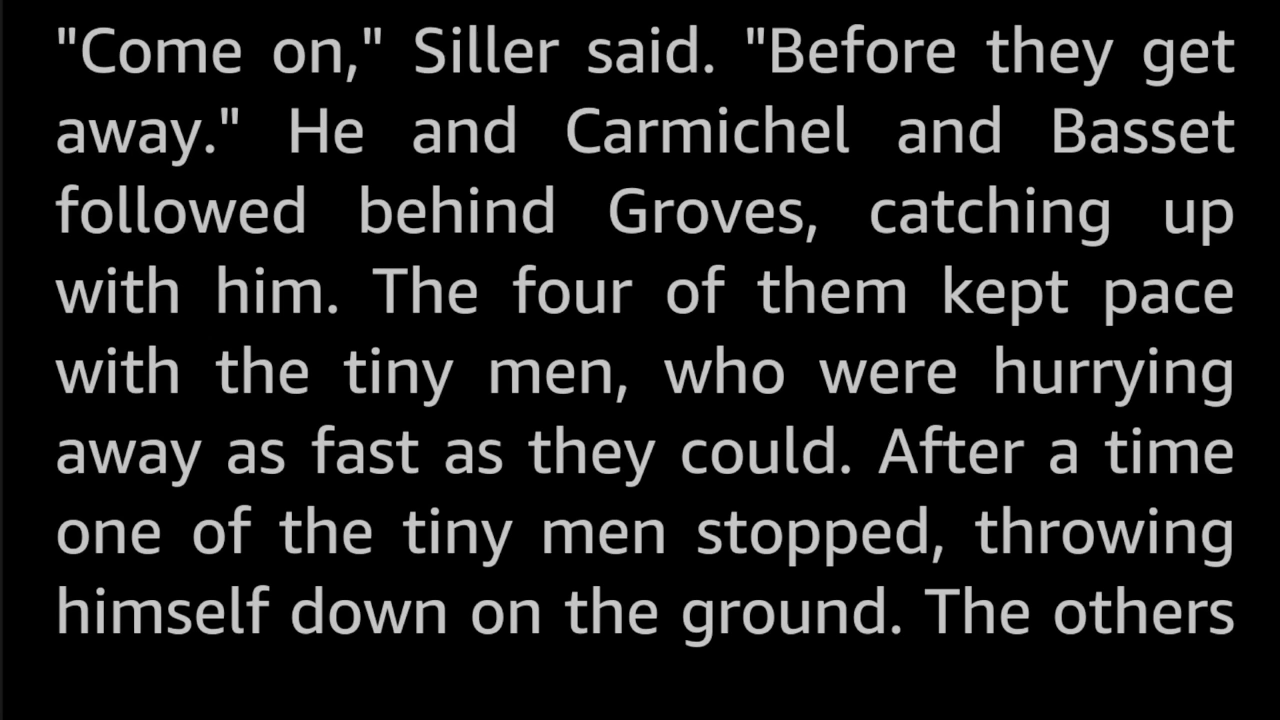 "Come on," Siller said. "Before they get
away." He and Carmichel and Basset
followed behind Groves, catching up
with him. The four of them kept pace
with the tiny men, who were hurrying
away as fast as they could. After a time
one of the tiny men stopped, throwing
himself down on the ground. The others